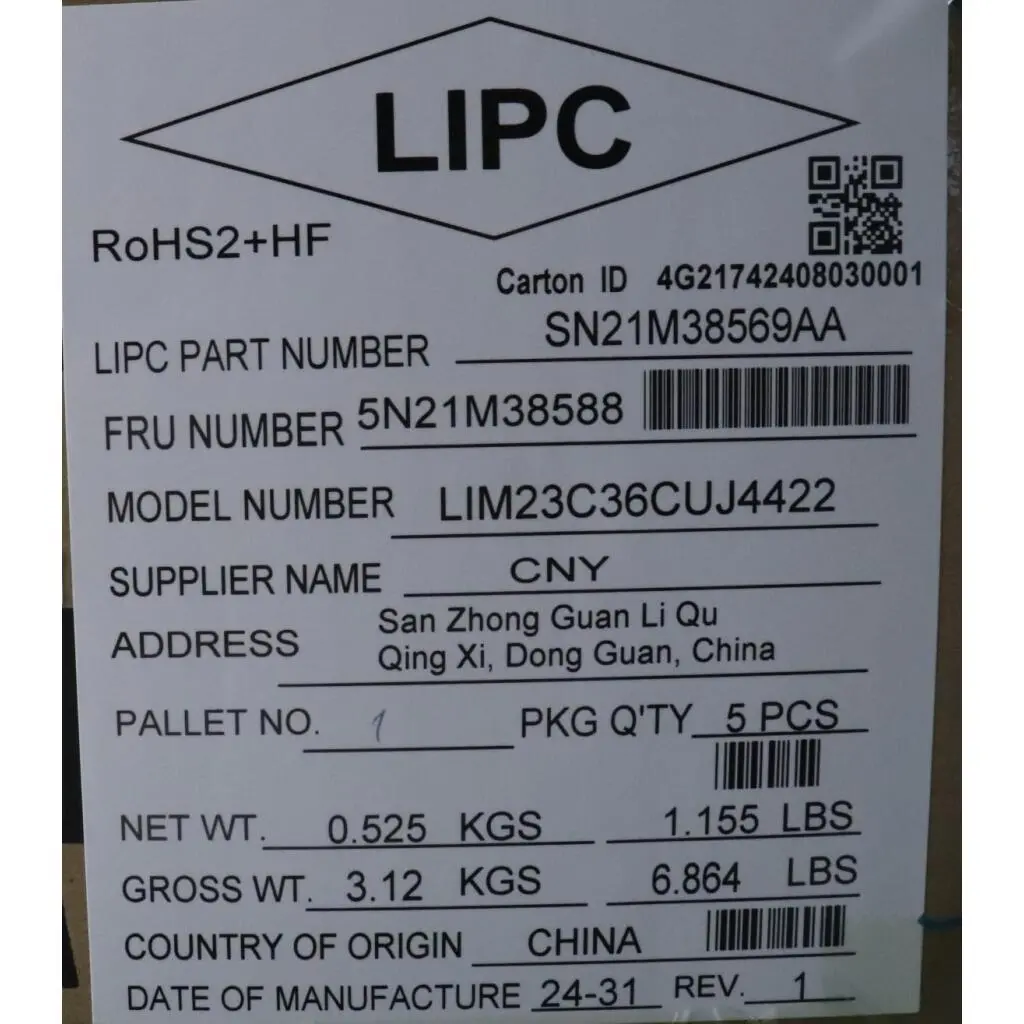 LIPC
RoHS2+HF
Carton ID 4G21742408030001
LIPC PART NUMBER SN21M38569AA
FRU NUMBER 5N21M38588
MODEL NUMBER LIM23C36CUJ4422
SUPPLIER NAME CNY
ADDRESS San Zhong Guan Li Qu
Qing Xi, Dong Guan, China
PALLET NO. 1 PKG Q'TY 5 PCS
NET WT. 0.525 KGS 1.155 LBS
GROSS WT. 3.12 KGS 6.864 LBS
COUNTRY OF ORIGIN CHINA
DATE OF MANUFACTURE 24-31 REV. 1